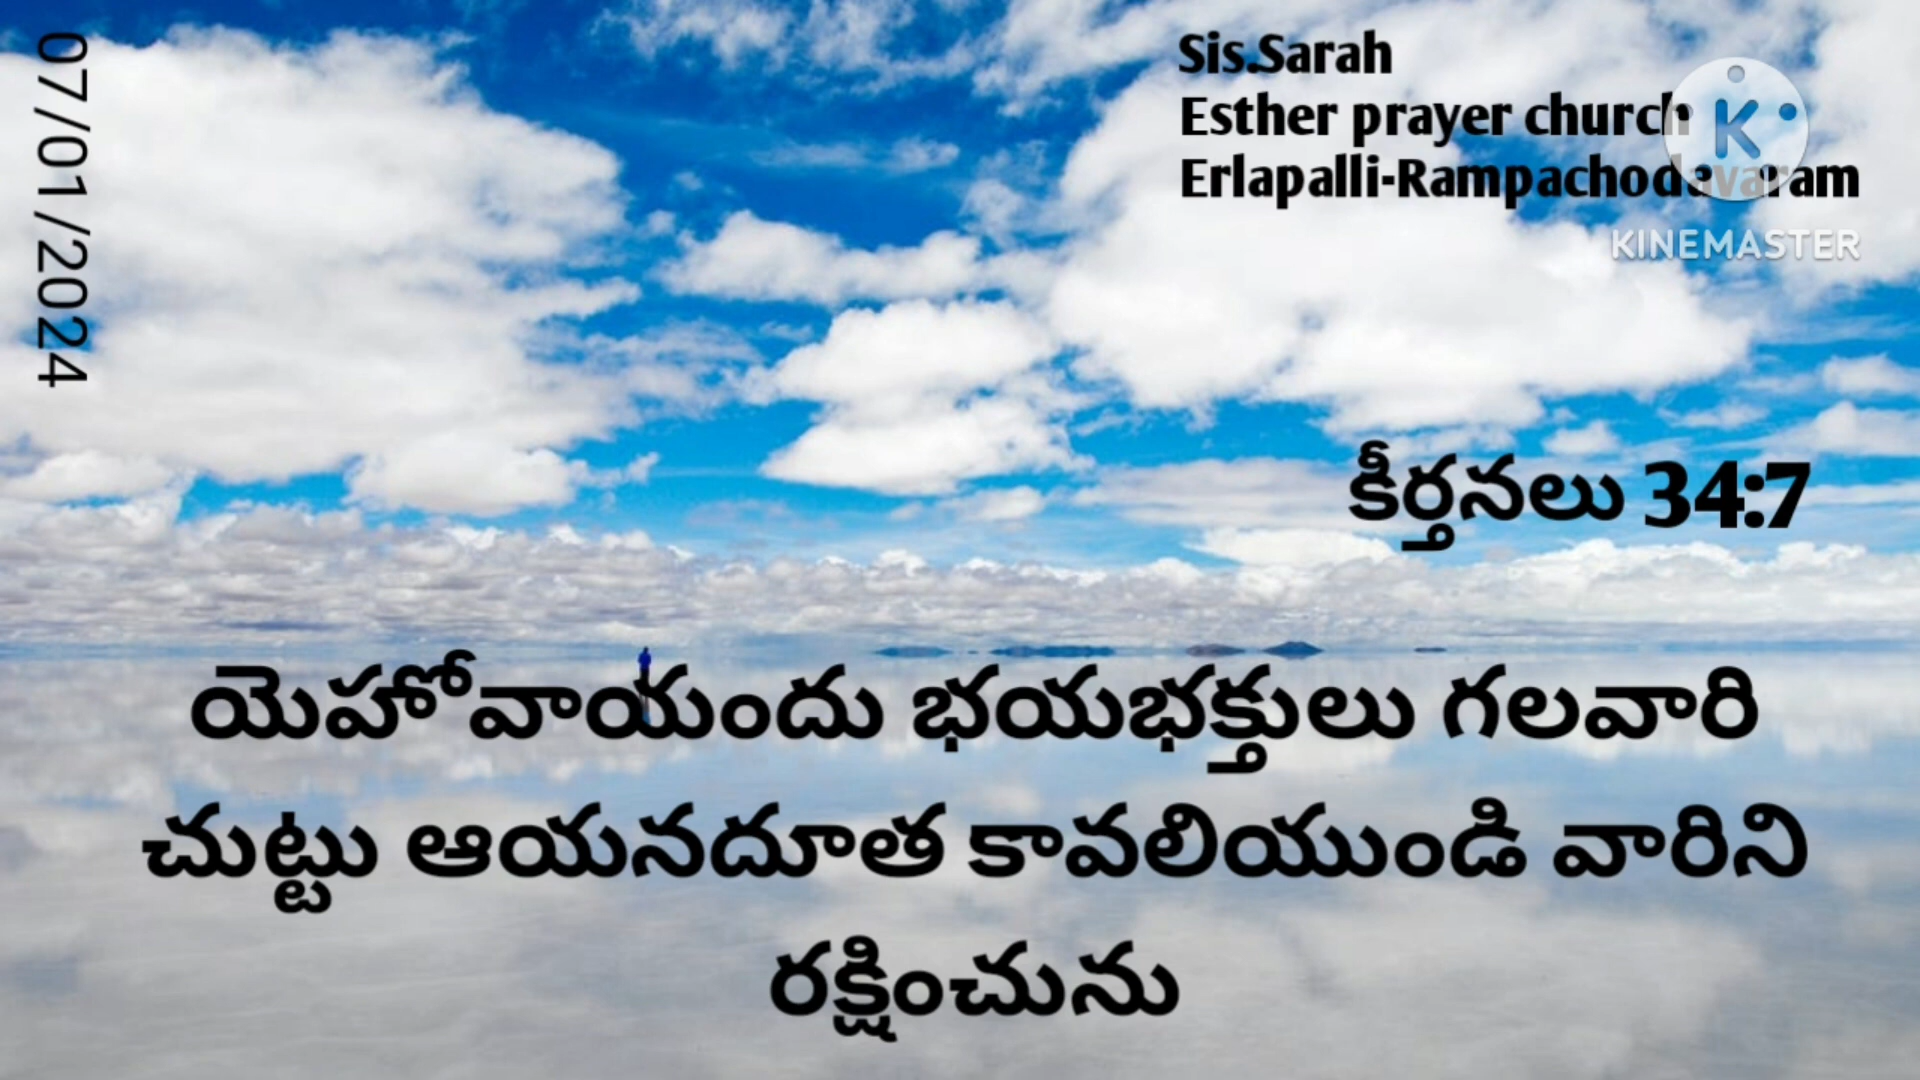 07/01/2024
Sis.Sarah
Esther prayer church
Erlapalli-Rampachodavaram
K
KINEMASTER
కీర్తనలు 34:7
యెహోవాయందు భయభక్తులు గలవారి
చుట్టు ఆయనదూత కావలియుండి వారిని
రక్షించును